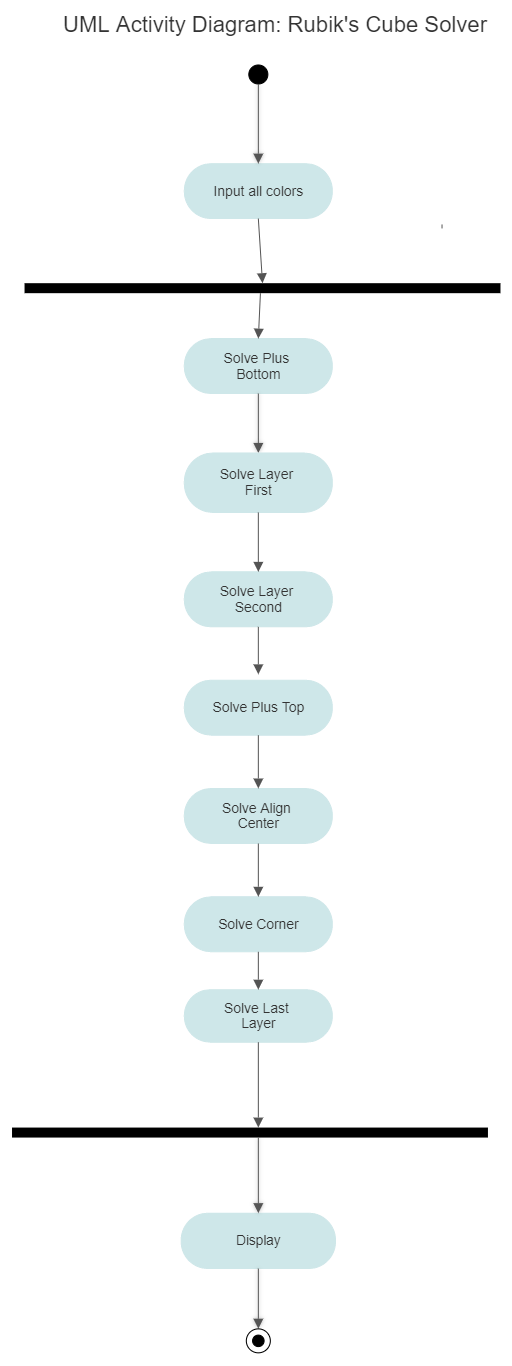 UML Activity Diagram: Rubik's Cube Solver
Input all colors
Solve Plus
Bottom
Solve Layer
First
Solve Layer
Second
Solve Plus Top
Solve Align
Center
Solve Corner
Solve Last
Layer
Display